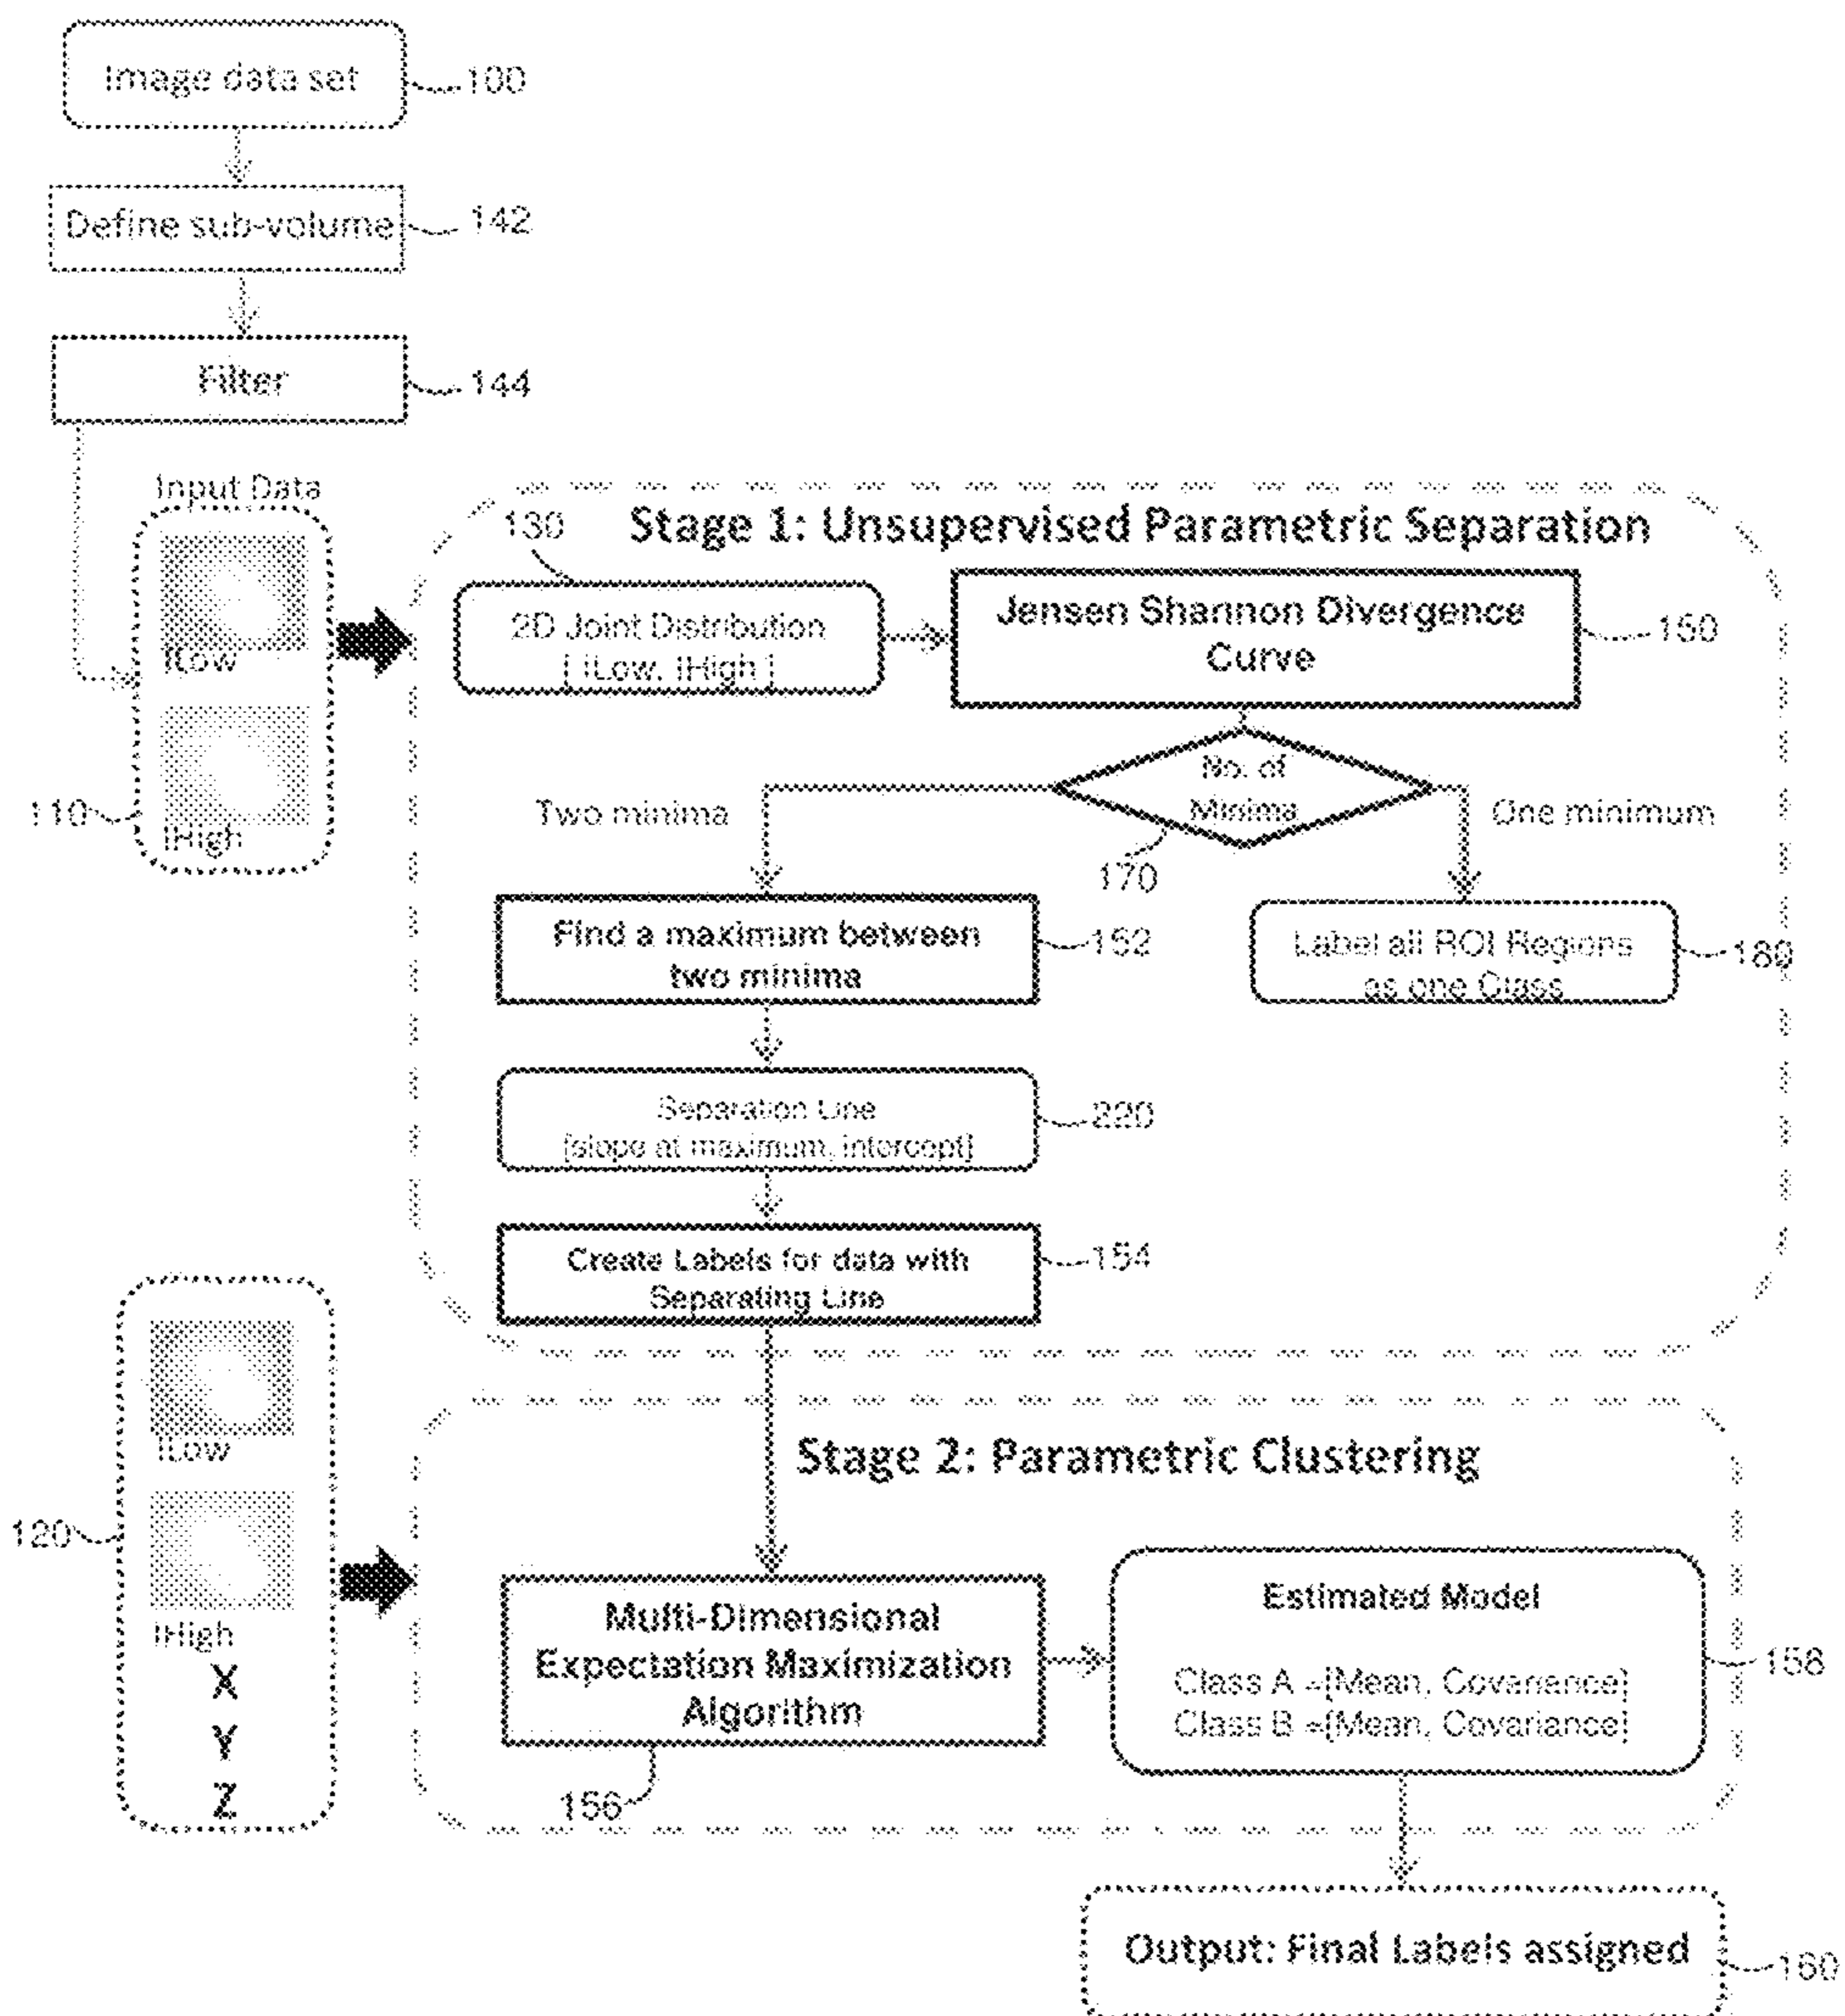 Image data set
100
Define sub-volume
142
Filter
144
Input Data
ILow
IHigh
110
Stage 1: Unsupervised Parametric Separation
130
2D Joint Distribution
[ ILow, IHigh ]
Jensen Shannon Divergence
Curve
150
No. of
Minima
170
Two minima
One minimum
Find a maximum between
two minima
152
Label all ROI Regions
as one Class
180
Separation Line
[slope at maximum, intercept]
220
Create Labels for data with
Separating Line
154
ILow
IHigh
X
Y
Z
120
Stage 2: Parametric Clustering
Multi-Dimensional
Expectation Maximization
Algorithm
156
Estimated Model
Class A =[Mean, Covariance]
Class B =[Mean, Covariance]
158
Output: Final Labels assigned
160